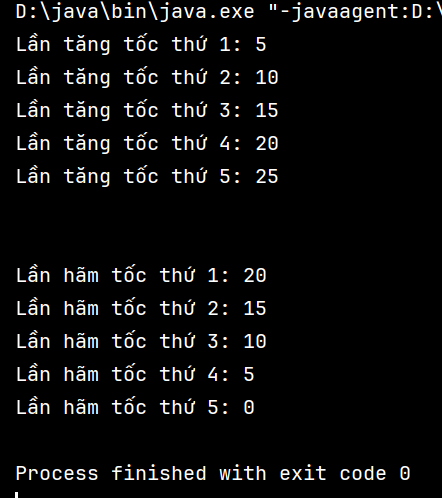 D:\java\bin\java.exe "-javaagent:D:\
Lần tăng tốc thứ 1: 5
Lần tăng tốc thứ 2: 10
Lần tăng tốc thứ 3: 15
Lần tăng tốc thứ 4: 20
Lần tăng tốc thứ 5: 25
Lần hãm tốc thứ 1: 20
Lần hãm tốc thứ 2: 15
Lần hãm tốc thứ 3: 10
Lần hãm tốc thứ 4: 5
Lần hãm tốc thứ 5: 0
Process finished with exit code 0